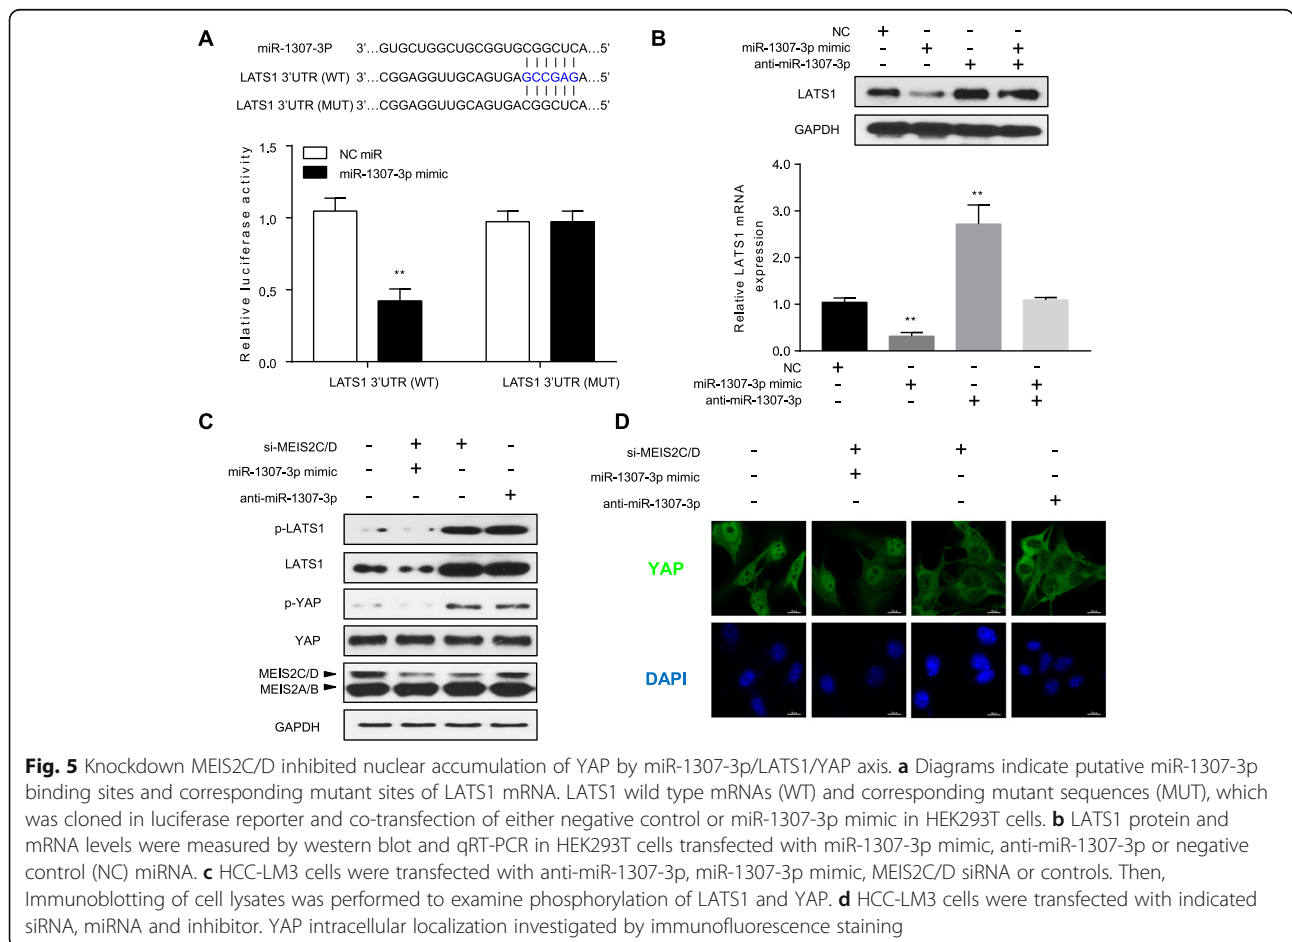 A
miR-1307-3P 3'...GUGCUGGCUGCGGUGCGGCUCA...5'
LATS1 3'UTR (WT) 3'...CGGAGGUUGCAGUGAGCCGAGA...5'
LATS1 3'UTR (MUT) 3'...CGGAGGUUGCAGUGACGGCUCA...5'
Relative luciferase activity
1.5
1.0
0.5
0.0
NC miR
miR-1307-3p mimic
**
LATS1 3'UTR (WT) LATS1 3'UTR (MUT)
B
NC + - - -
miR-1307-3p mimic - + - +
anti-miR-1307-3p - - + +
LATS1
GAPDH
Relative LATS1 mRNA
expression
4.0
3.0
2.0
1.0
0.0
**
**
NC + - - -
miR-1307-3p mimic - + - +
anti-miR-1307-3p - - + +
C
si-MEIS2C/D - + + -
miR-1307-3p mimic - + - -
anti-miR-1307-3p - - - +
p-LATS1
LATS1
p-YAP
YAP
MEIS2C/D
MEIS2A/B
GAPDH
D
si-MEIS2C/D - + + -
miR-1307-3p mimic - + - -
anti-miR-1307-3p - - - +
YAP
DAPI
Fig. 5 Knockdown MEIS2C/D inhibited nuclear accumulation of YAP by miR-1307-3p/LATS1/YAP axis. a Diagrams indicate putative miR-1307-3p
binding sites and corresponding mutant sites of LATS1 mRNA. LATS1 wild type mRNAs (WT) and corresponding mutant sequences (MUT), which
was cloned in luciferase reporter and co-transfection of either negative control or miR-1307-3p mimic in HEK293T cells. b LATS1 protein and
mRNA levels were measured by western blot and qRT-PCR in HEK293T cells transfected with miR-1307-3p mimic, anti-miR-1307-3p or negative
control (NC) miRNA. c HCC-LM3 cells were transfected with anti-miR-1307-3p, miR-1307-3p mimic, MEIS2C/D siRNA or controls. Then,
Immunoblotting of cell lysates was performed to examine phosphorylation of LATS1 and YAP. d HCC-LM3 cells were transfected with indicated
siRNA, miRNA and inhibitor. YAP intracellular localization investigated by immunofluorescence staining